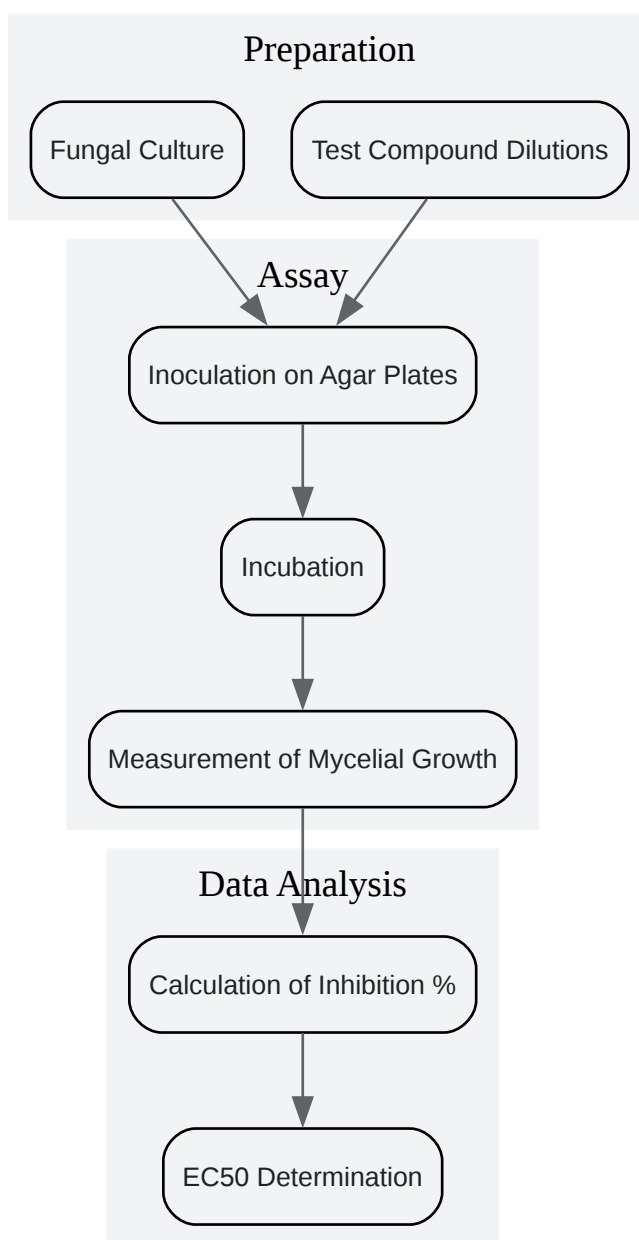 Preparation
Fungal Culture
Test Compound Dilutions
Assay
Inoculation on Agar Plates
Incubation
Measurement of Mycelial Growth
Data Analysis
Calculation of Inhibition %
EC50 Determination